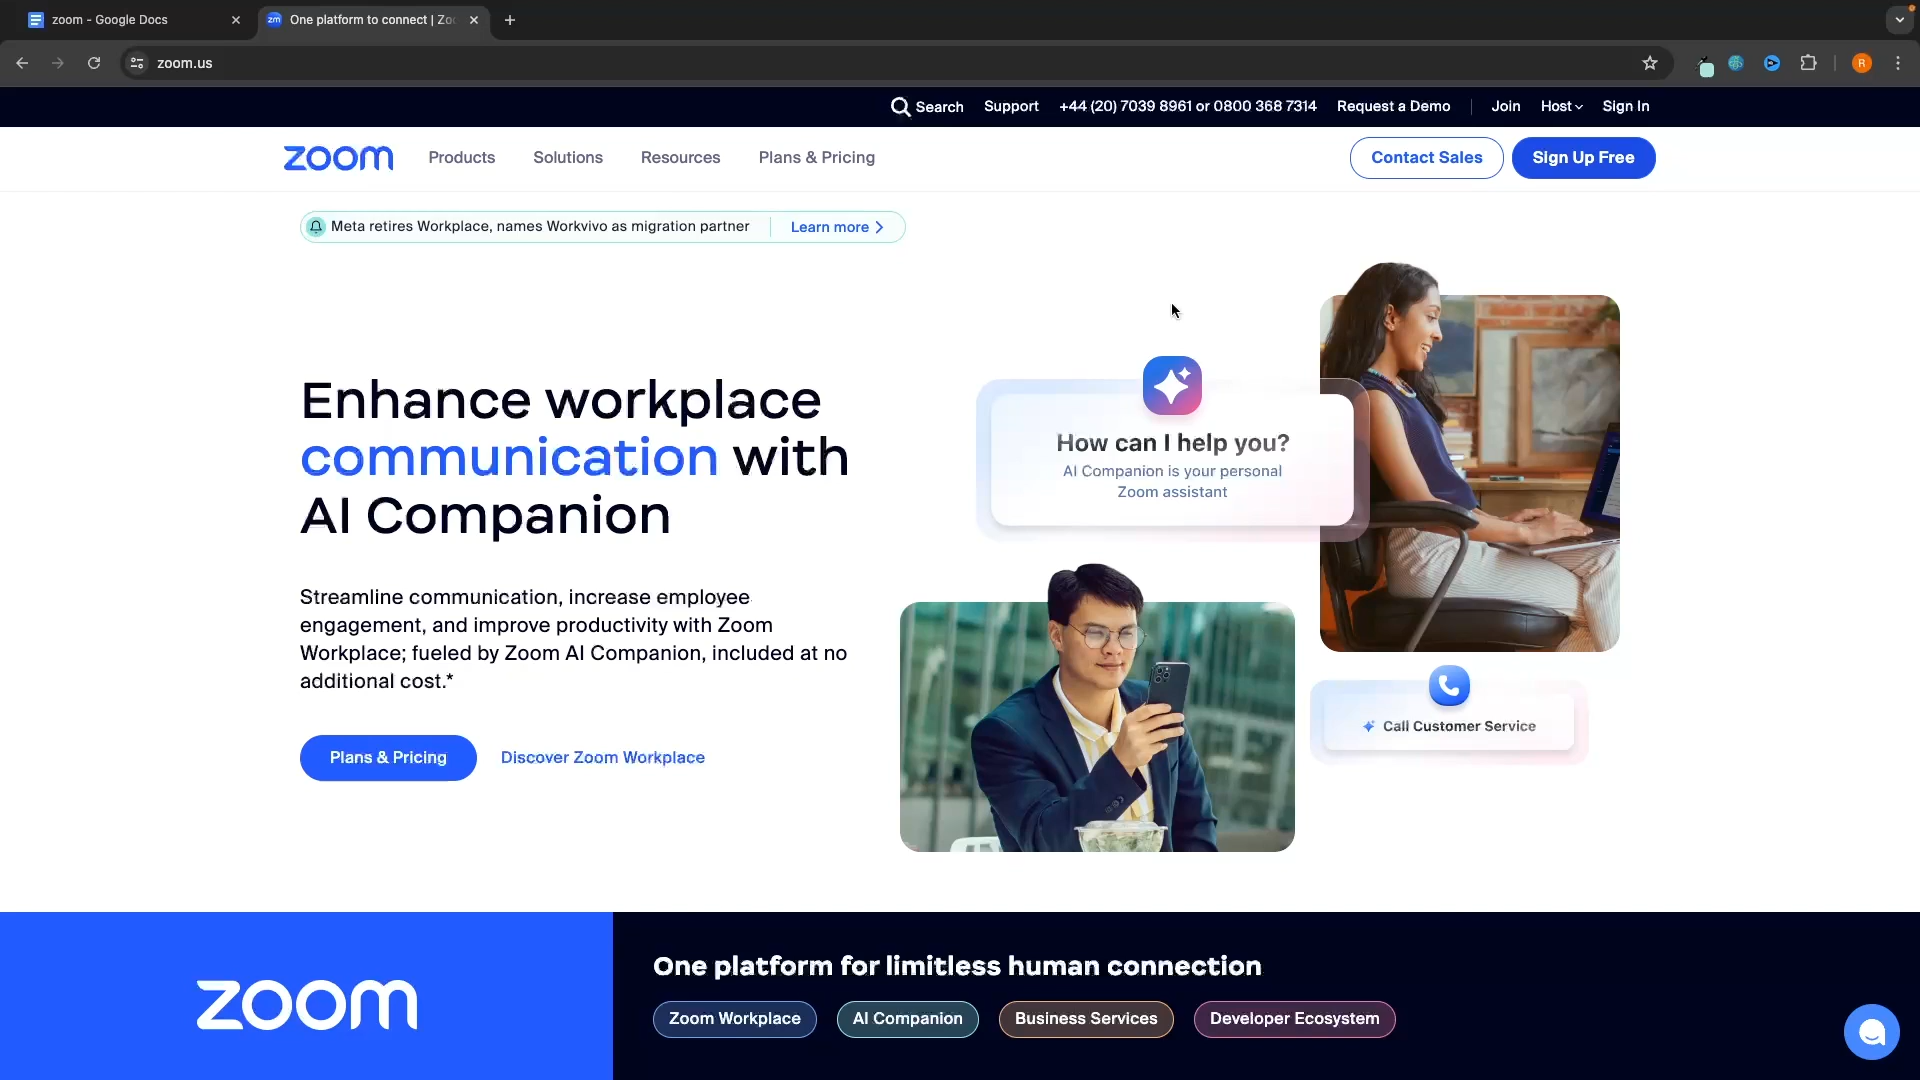 zoom - Google Docs
One platform to connect | Zo
zoom.us
R
Search
Support
+44 (20) 7039 8961 or 0800 368 7314
Request a Demo
Join
Host
Sign In
zoom
Products
Solutions
Resources
Plans & Pricing
Contact Sales
Sign Up Free
Meta retires Workplace, names Workvivo as migration partner
Learn more
Enhance workplace
communication with
AI Companion
Streamline communication, increase employee
engagement, and improve productivity with Zoom
Workplace; fueled by Zoom AI Companion, included at no
additional cost.*
Plans & Pricing
Discover Zoom Workplace
How can I help you?
AI Companion is your personal
Zoom assistant
Call Customer Service
zoom
One platform for limitless human connection
Zoom Workplace
AI Companion
Business Services
Developer Ecosystem